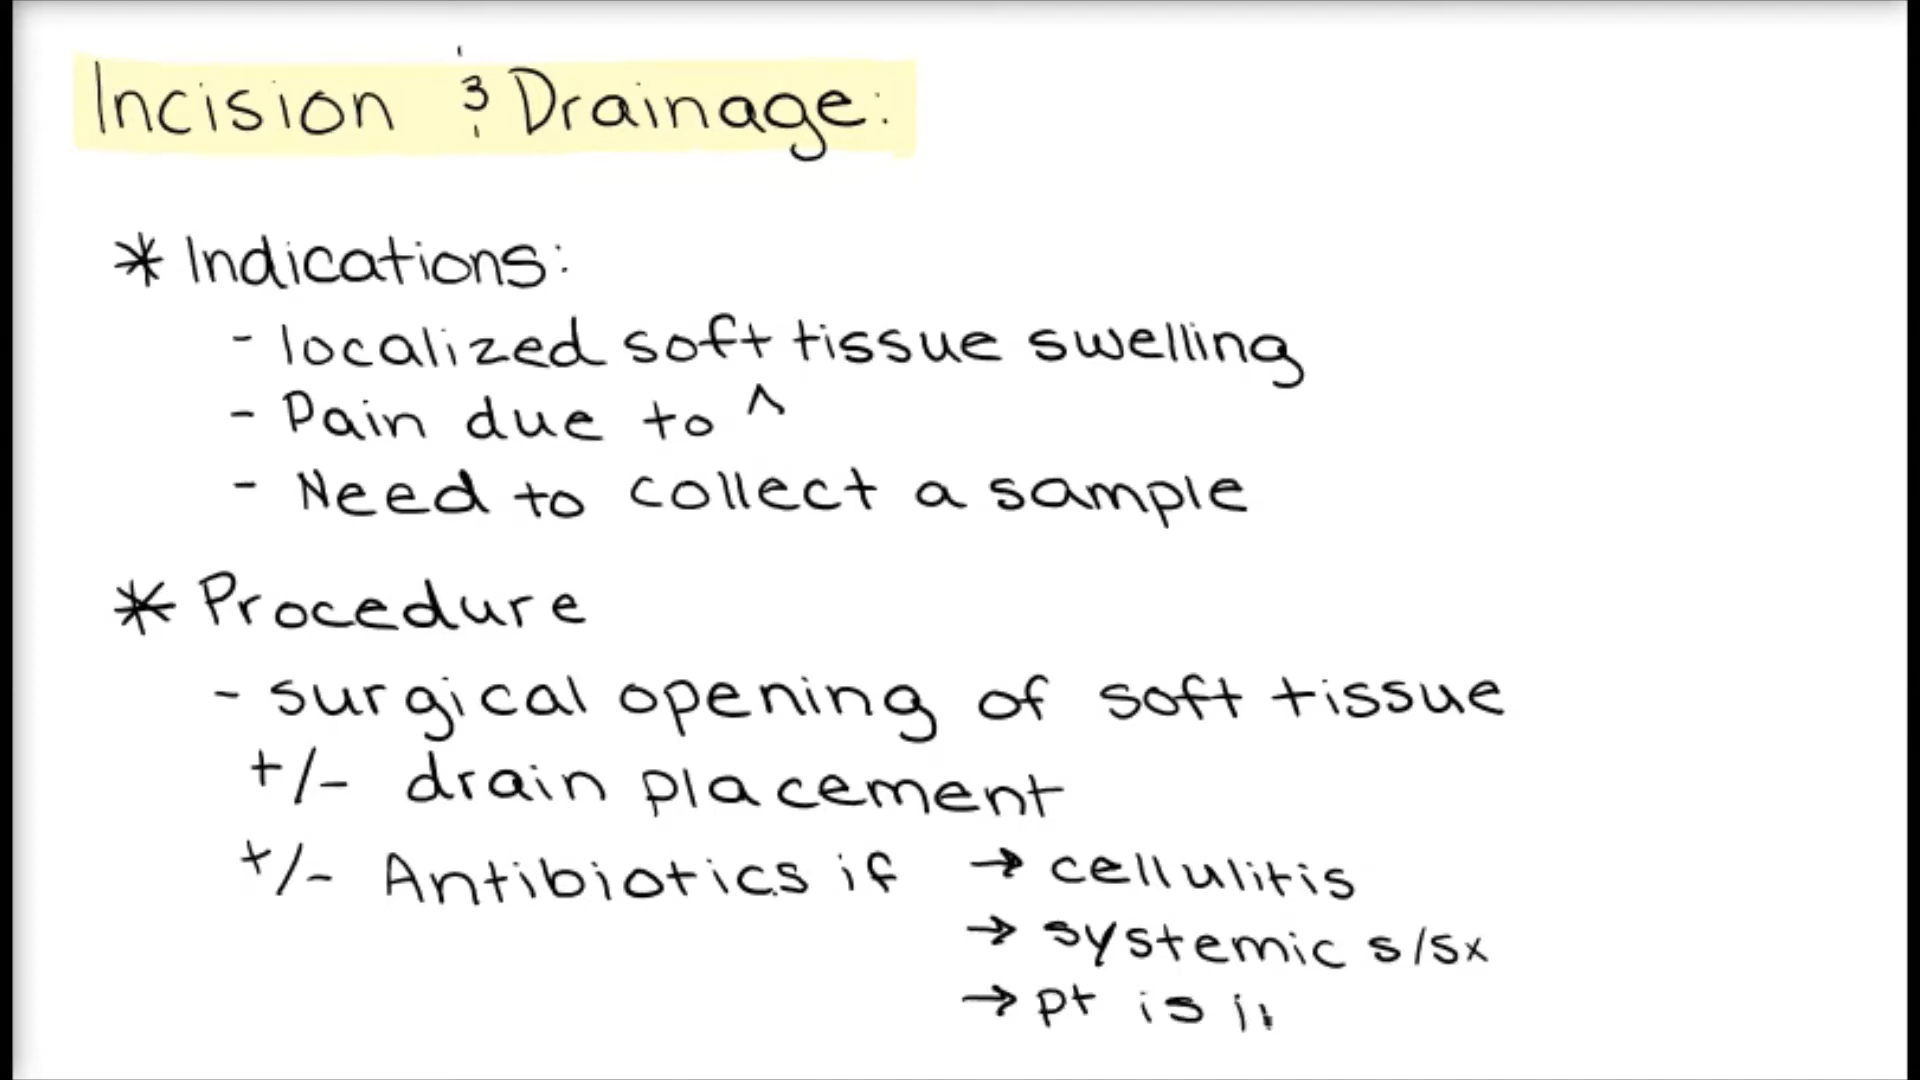 Incision & Drainage:
* Indications:
- localized soft tissue swelling
- Pain due to ^
- Need to collect a sample
* Procedure
- surgical opening of soft tissue
+/- drain placement
+/- Antibiotics if → cellulitis
→ systemic s/sx
→ pt is